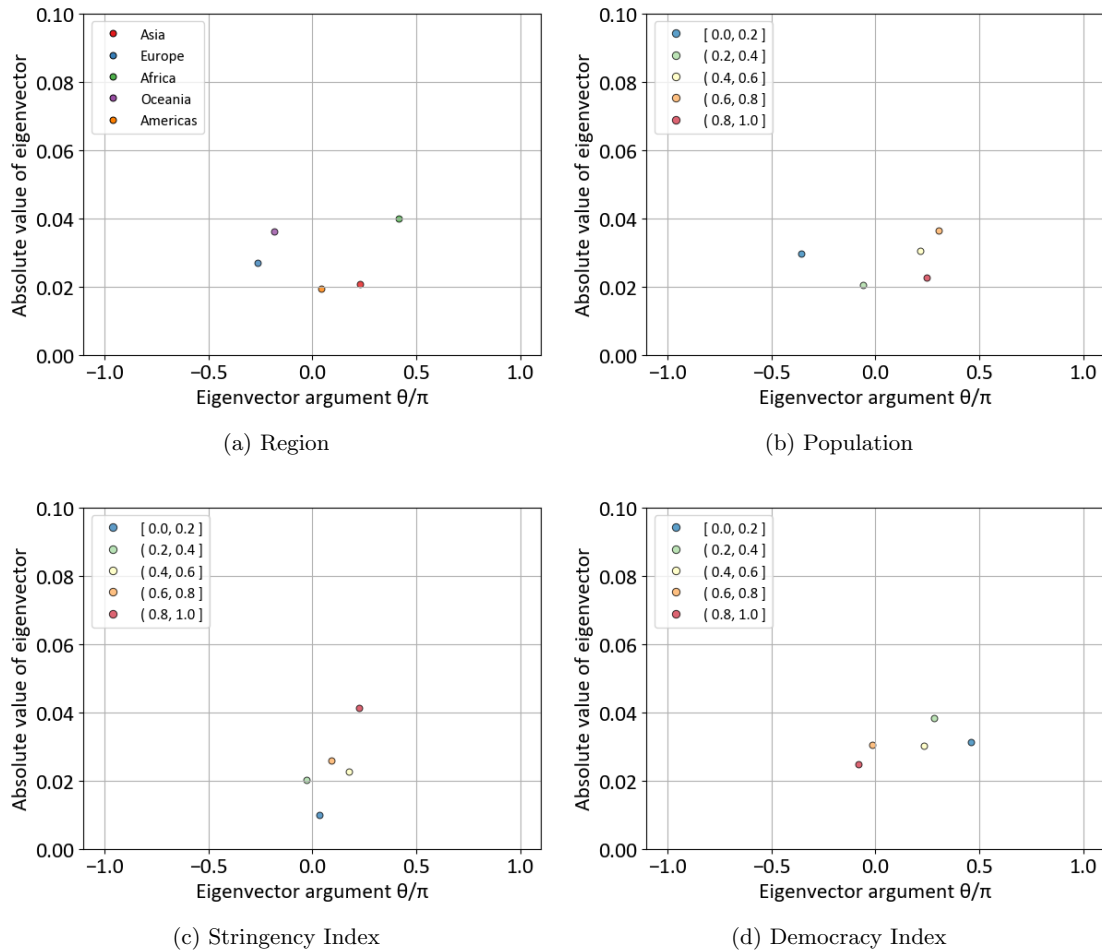 0.10
0.08
0.06
0.04
0.02
0.00
Absolute value of eigenvector
Asia
Europe
Africa
Oceania
Americas
−1.0 −0.5 0.0 0.5 1.0
Eigenvector argument θ/π
(a) Region
0.10
0.08
0.06
0.04
0.02
0.00
Absolute value of eigenvector
[ 0.0, 0.2 ]
( 0.2, 0.4 ]
( 0.4, 0.6 ]
( 0.6, 0.8 ]
( 0.8, 1.0 ]
−1.0 −0.5 0.0 0.5 1.0
Eigenvector argument θ/π
(b) Population
0.10
0.08
0.06
0.04
0.02
0.00
Absolute value of eigenvector
[ 0.0, 0.2 ]
( 0.2, 0.4 ]
( 0.4, 0.6 ]
( 0.6, 0.8 ]
( 0.8, 1.0 ]
−1.0 −0.5 0.0 0.5 1.0
Eigenvector argument θ/π
(c) Stringency Index
0.10
0.08
0.06
0.04
0.02
0.00
Absolute value of eigenvector
[ 0.0, 0.2 ]
( 0.2, 0.4 ]
( 0.4, 0.6 ]
( 0.6, 0.8 ]
( 0.8, 1.0 ]
−1.0 −0.5 0.0 0.5 1.0
Eigenvector argument θ/π
(d) Democracy Index